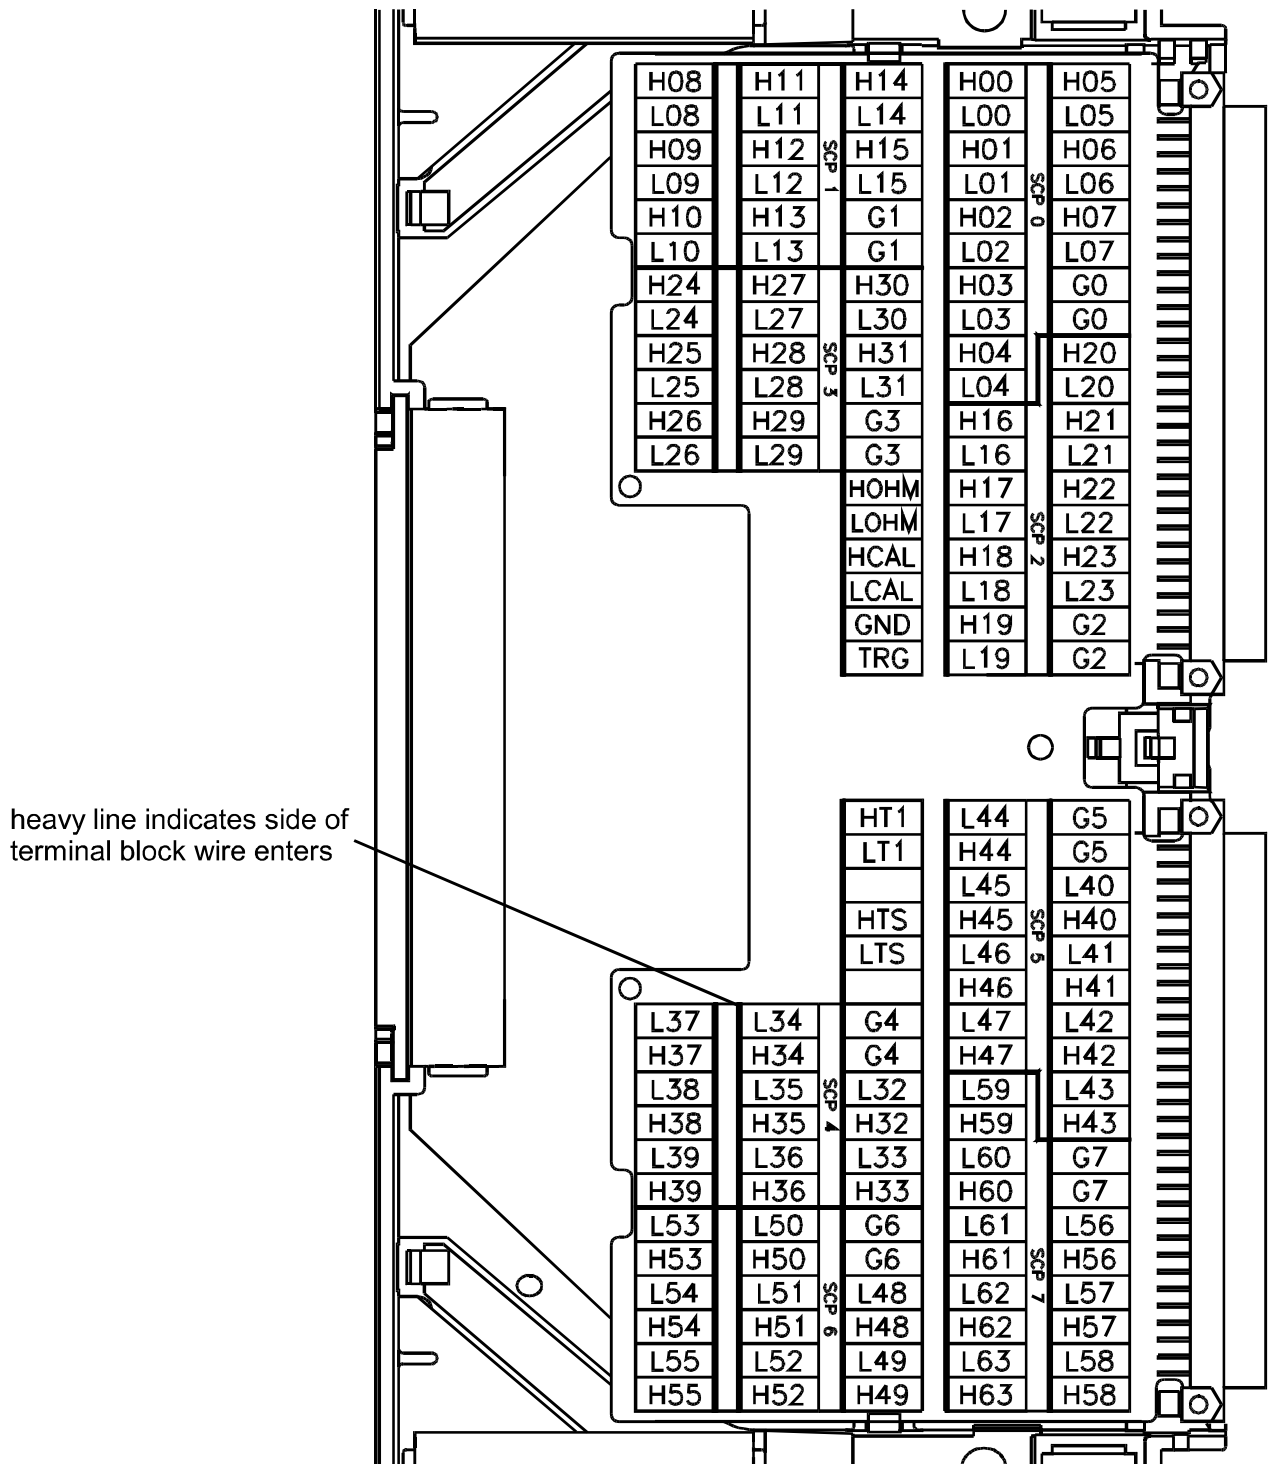 H08 H11 H14 H00 H05
L08 L11 L14 L00 L05
H09 H12 H15 H01 H06
L09 L12 L15 L01 L06
H10 H13 G1 H02 H07
L10 L13 G1 L02 L07
SCP 1
SCP 0
H24 H27 H30 H03 G0
L24 L27 L30 L03 G0
H25 H28 H31 H04 H20
L25 L28 L31 L04 L20
H26 H29 G3 H16 H21
L26 L29 G3 L16 L21
SCP 3
HOHM H17 H22
LOHM L17 L22
HCAL H18 H23
LCAL L18 L23
GND H19 G2
TRG L19 G2
SCP 2
heavy line indicates side of
terminal block wire enters
HT1 L44 G5
LT1 H44 G5
L45 L40
HTS H45 H40
LTS L46 L41
H46 H41
SCP 5
L37 L34 G4 L47 L42
H37 H34 G4 H47 H42
L38 L35 L32 L59 L43
H38 H35 H32 H59 H43
L39 L36 L33 L60 G7
H39 H36 H33 H60 G7
SCP 4
L53 L50 G6 L61 L56
H53 H50 G6 H61 H56
L54 L51 L48 L62 L57
H54 H51 H48 H62 H57
L55 L52 L49 L63 L58
H55 H52 H49 H63 H58
SCP 6
SCP 7